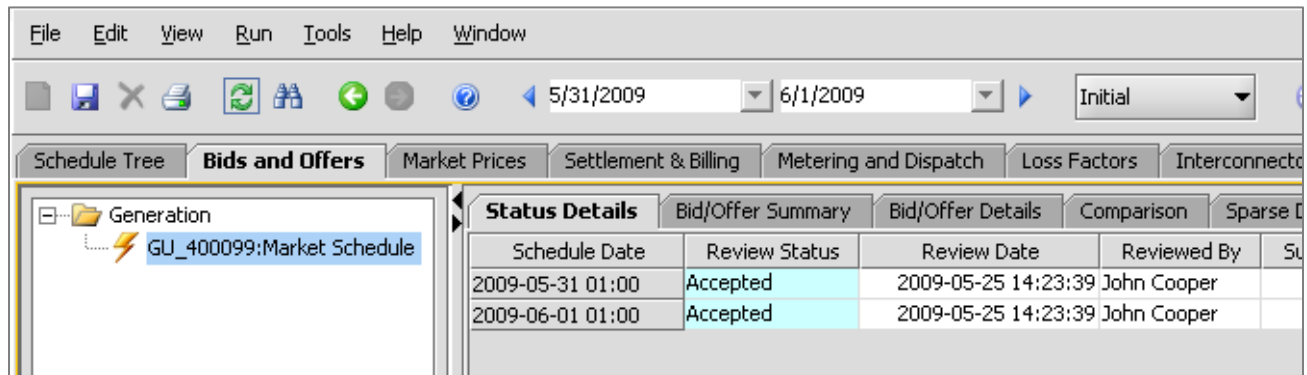 File Edit View Run Tools Help Window
5/31/2009 6/1/2009 Initial
Schedule Tree Bids and Offers Market Prices Settlement & Billing Metering and Dispatch Loss Factors Interconnecto
Generation
GU_400099:Market Schedule
Status Details Bid/Offer Summary Bid/Offer Details Comparison Sparse
Schedule Date Review Status Review Date Reviewed By Su
2009-05-31 01:00 Accepted 2009-05-25 14:23:39 John Cooper
2009-06-01 01:00 Accepted 2009-05-25 14:23:39 John Cooper